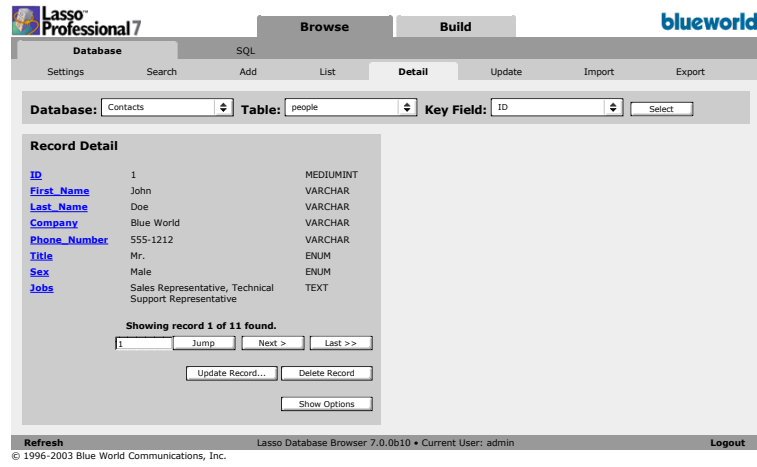 Lasso™
Professional 7
Browse Build
blueworld
Database SQL
Settings Search Add List Detail Update Import Export
Database: Contacts Table: people Key Field: ID Select
Record Detail
ID 1 MEDIUMINT
First_Name John VARCHAR
Last_Name Doe VARCHAR
Company Blue World VARCHAR
Phone_Number 555-1212 VARCHAR
Title Mr. ENUM
Sex Male ENUM
Jobs Sales Representative, Technical TEXT
Support Representative
Showing record 1 of 11 found.
1 Jump Next > Last >>
Update Record... Delete Record
Show Options
Refresh Lasso Database Browser 7.0.0b10 • Current User: admin Logout
© 1996-2003 Blue World Communications, Inc.